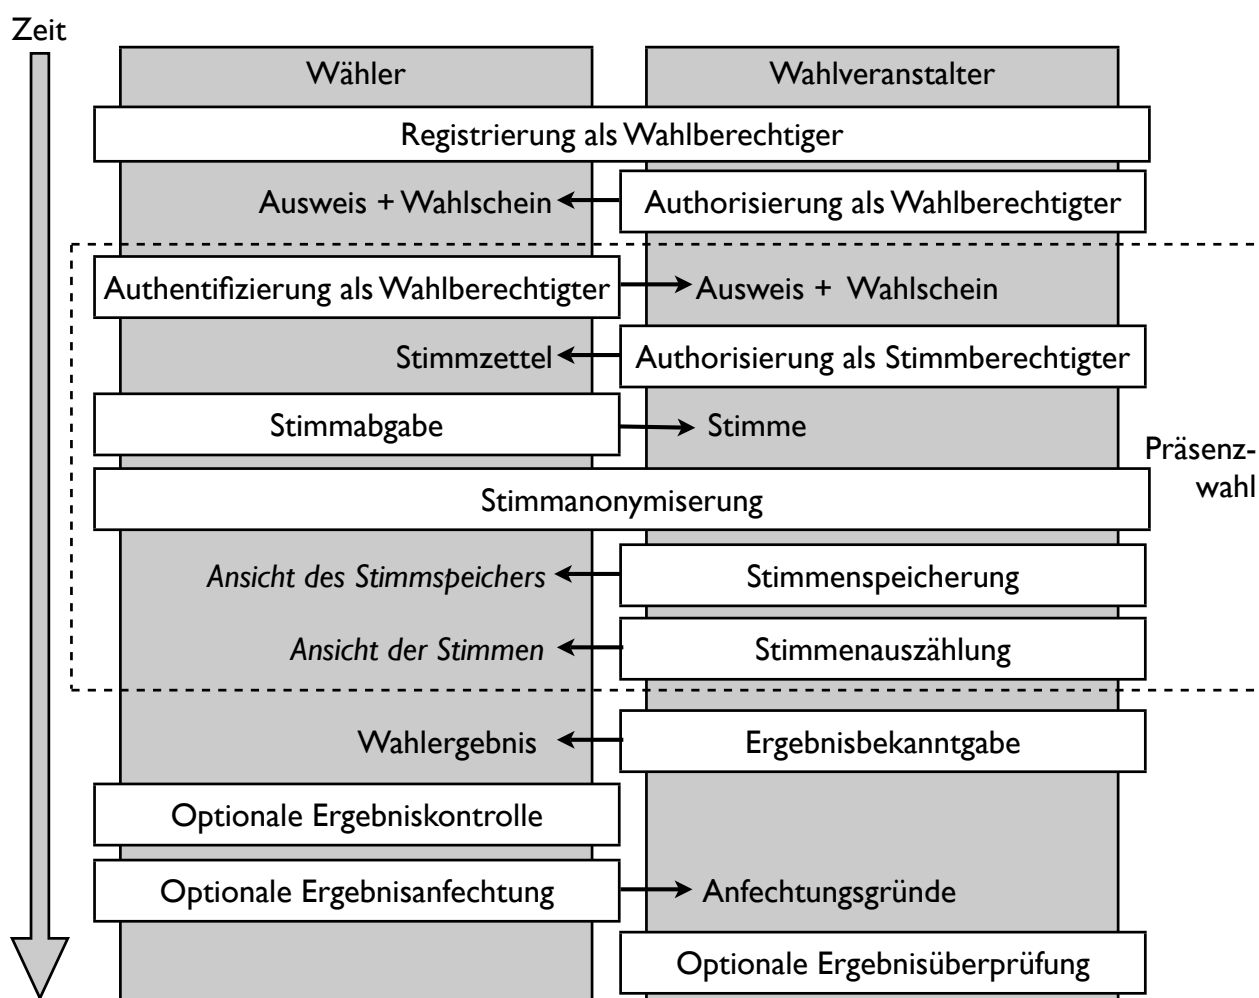 Zeit
Wähler
Wahlveranstalter
Registrierung als Wahlberechtiger
Ausweis + Wahlschein
Authorisierung als Wahlberechtigter
Authentifizierung als Wahlberechtigter
Ausweis + Wahlschein
Stimmzettel
Authorisierung als Stimmberechtigter
Stimmabgabe
Stimme
Präsenz-
wahl
Stimmanonymiserung
Ansicht des Stimmspeichers
Stimmenspeicherung
Ansicht der Stimmen
Stimmenauszählung
Wahlergebnis
Ergebnisbekanntgabe
Optionale Ergebniskontrolle
Optionale Ergebnisanfechtung
Anfechtungsgründe
Optionale Ergebnisüberprüfung